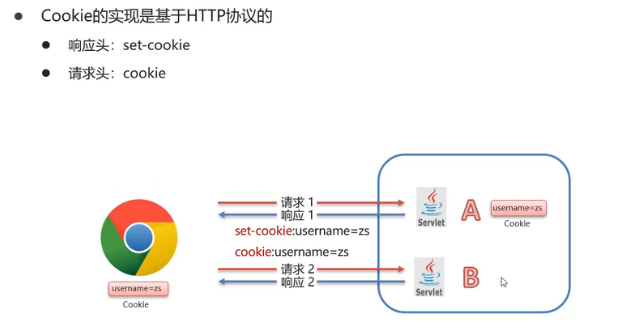 Cookie的实现是基于HTTP协议的
响应头：set-cookie
请求头：cookie
请求 1
响应 1
set-cookie:username=zs
cookie:username=zs
请求 2
响应 2
username=zs
Cookie
Servlet
A
username=zs
Cookie
Servlet
B